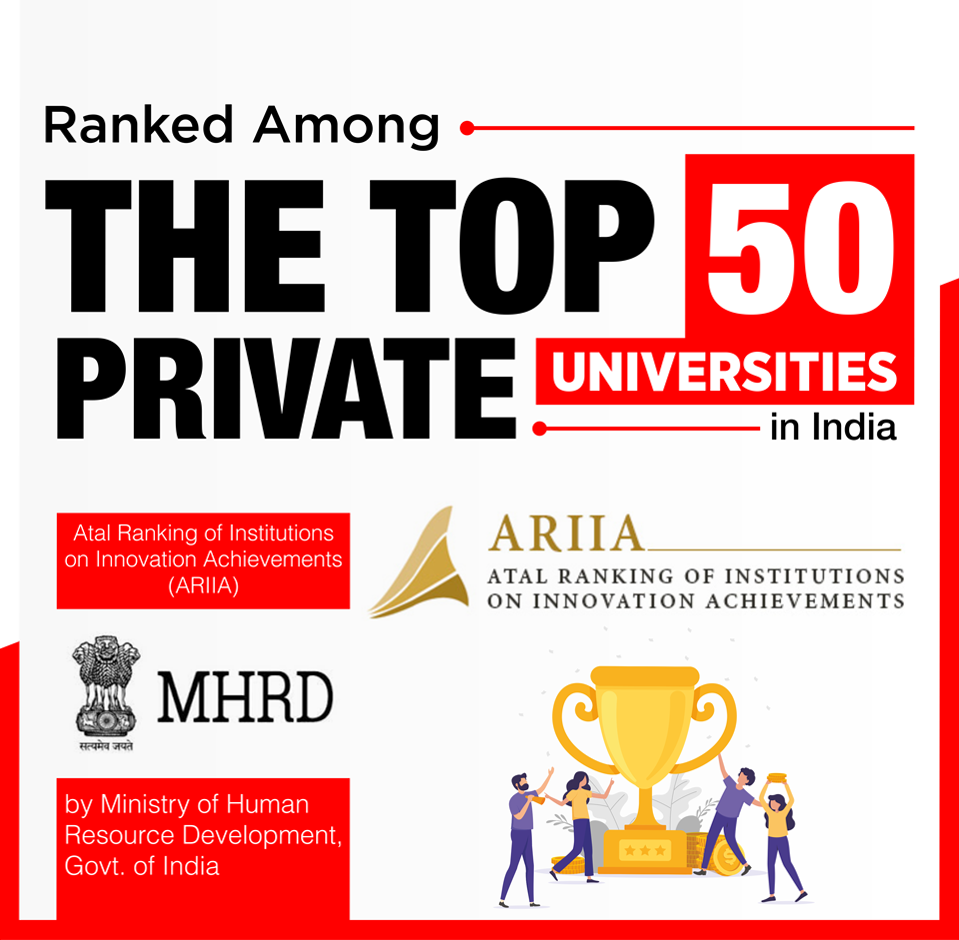 Ranked Among
THE TOP 50
PRIVATE UNIVERSITIES
in India
Atal Ranking of Institutions
on Innovation Achievements
(ARIIA)
ARIIA
ATAL RANKING OF INSTITUTIONS
ON INNOVATION ACHIEVEMENTS
सत्यमेव जयते
MHRD
by Ministry of Human
Resource Development,
Govt. of India